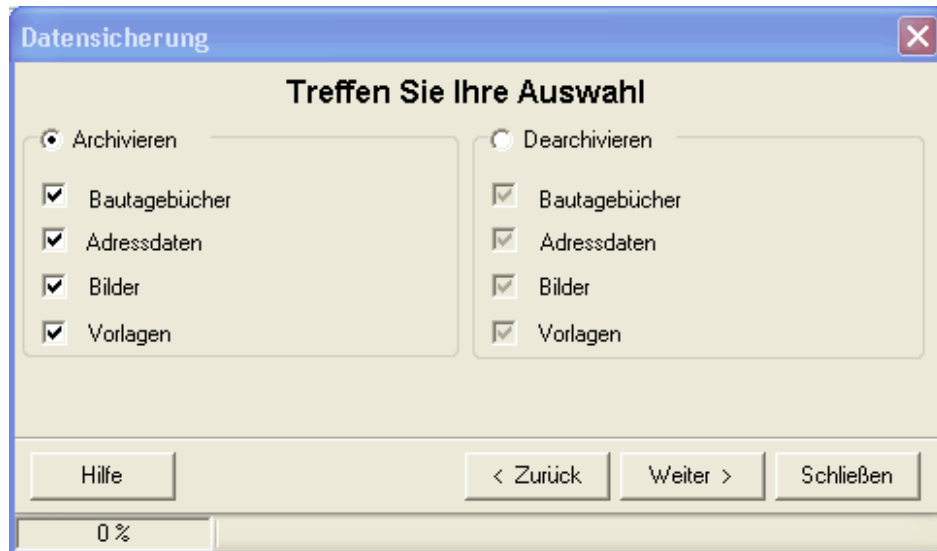 Datensicherung
Treffen Sie Ihre Auswahl
Archivieren
Bautagebücher
Adressdaten
Bilder
Vorlagen
Dearchivieren
Bautagebücher
Adressdaten
Bilder
Vorlagen
Hilfe
< Zurück
Weiter >
Schließen
0 %